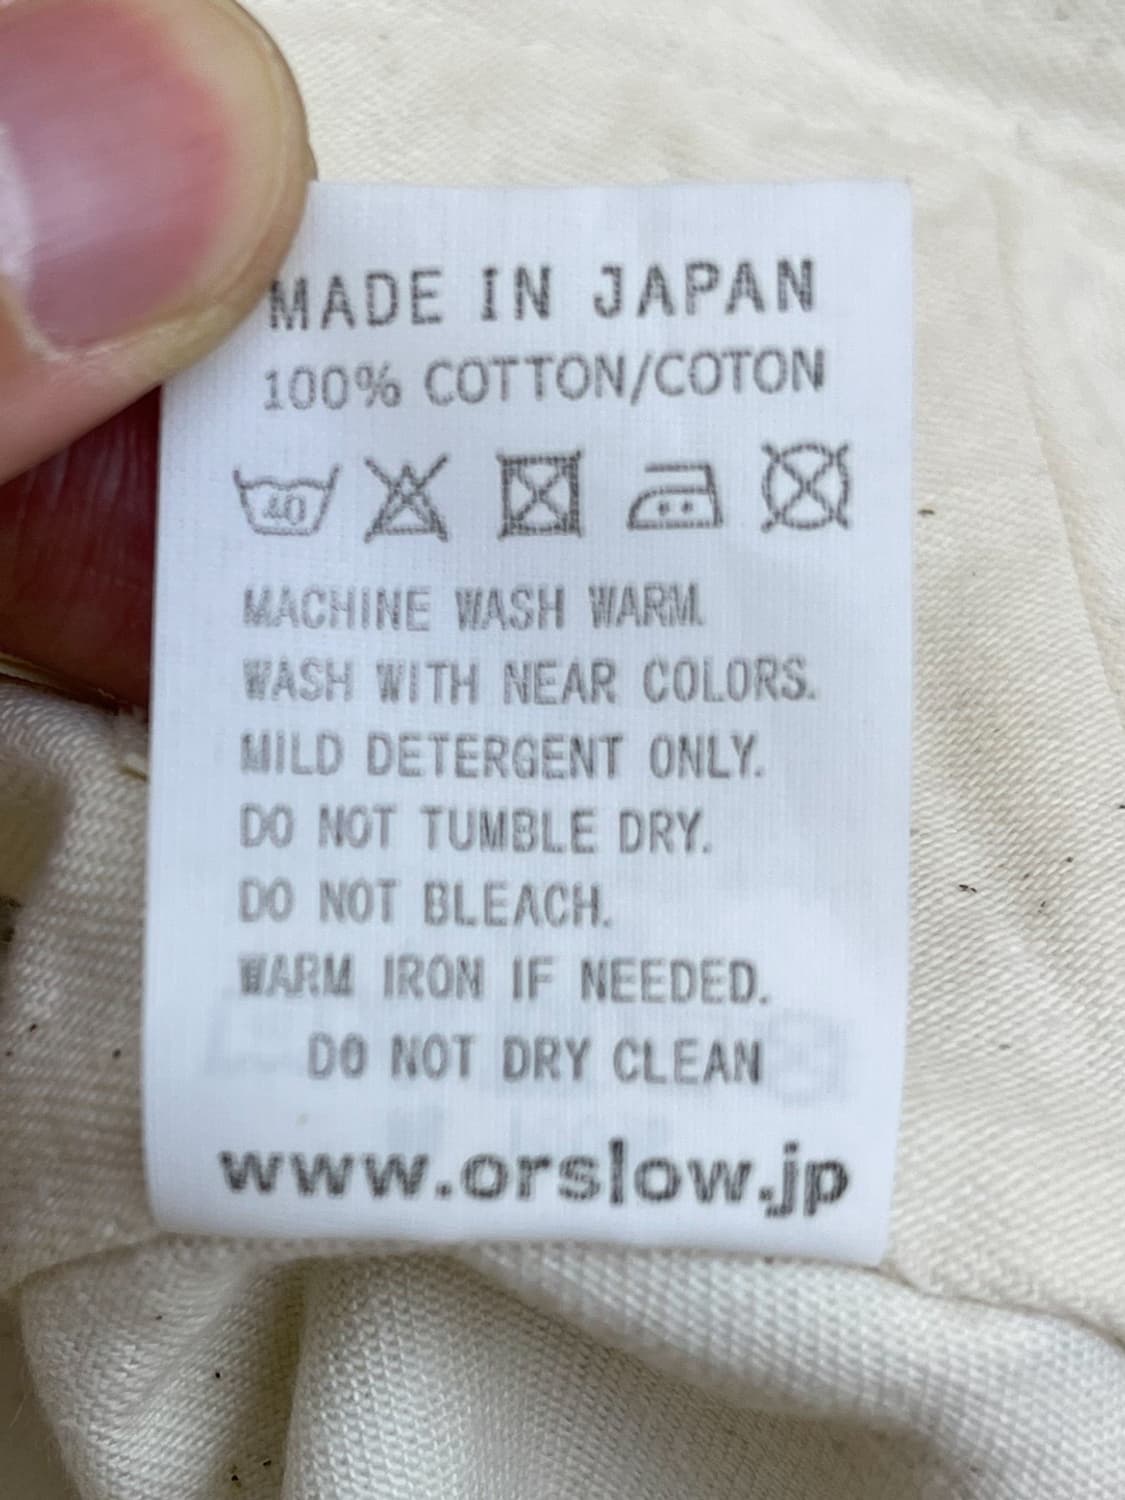 MADE IN JAPAN
100% COTTON/COTON
40
MACHINE WASH WARM.
WASH WITH NEAR COLORS.
MILD DETERGENT ONLY.
DO NOT TUMBLE DRY.
DO NOT BLEACH.
WARM IRON IF NEEDED.
DO NOT DRY CLEAN
www.orslow.jp